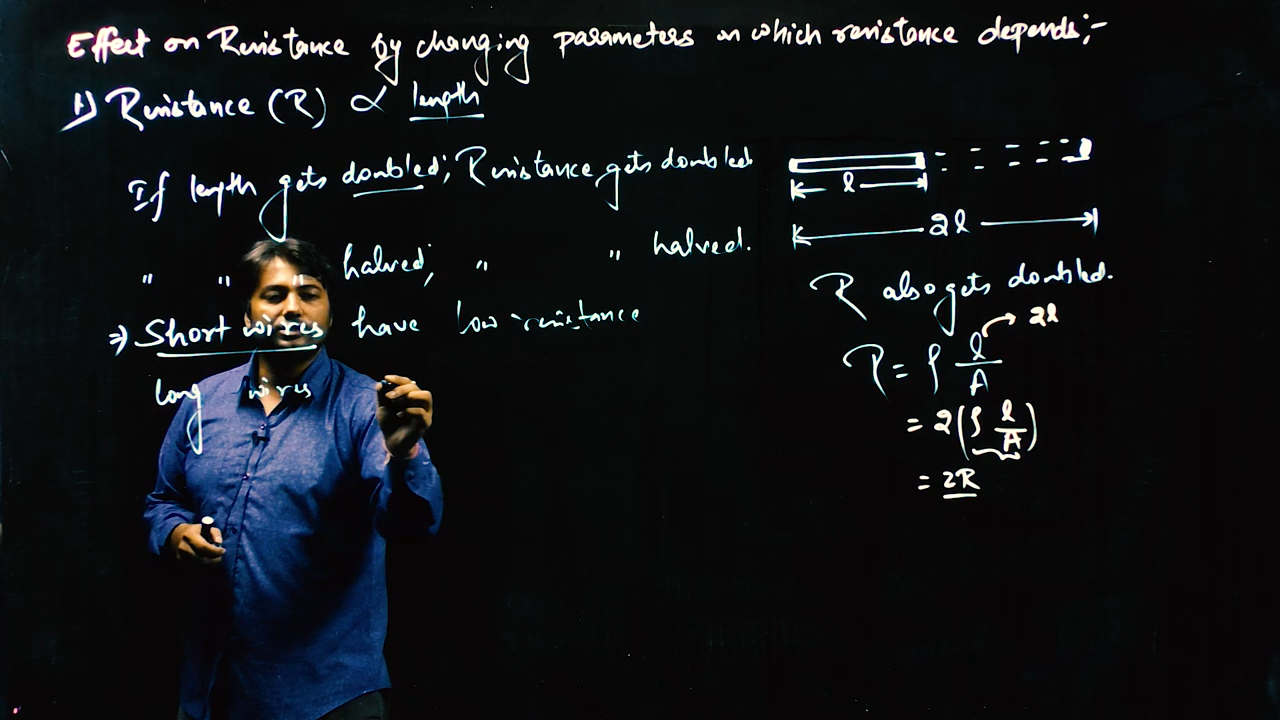 Effect on Resistance by changing parameters on which resistance depends;-
1) Resistance (R) ∝ length
If length gets doubled; Resistance gets doubled
" " " halved; " " halved.
⇒ Short wires have low resistance
long wires
l
2l
R also gets doubled.
R = ρ l/A → 2l
= 2(ρ l/A)
= 2R